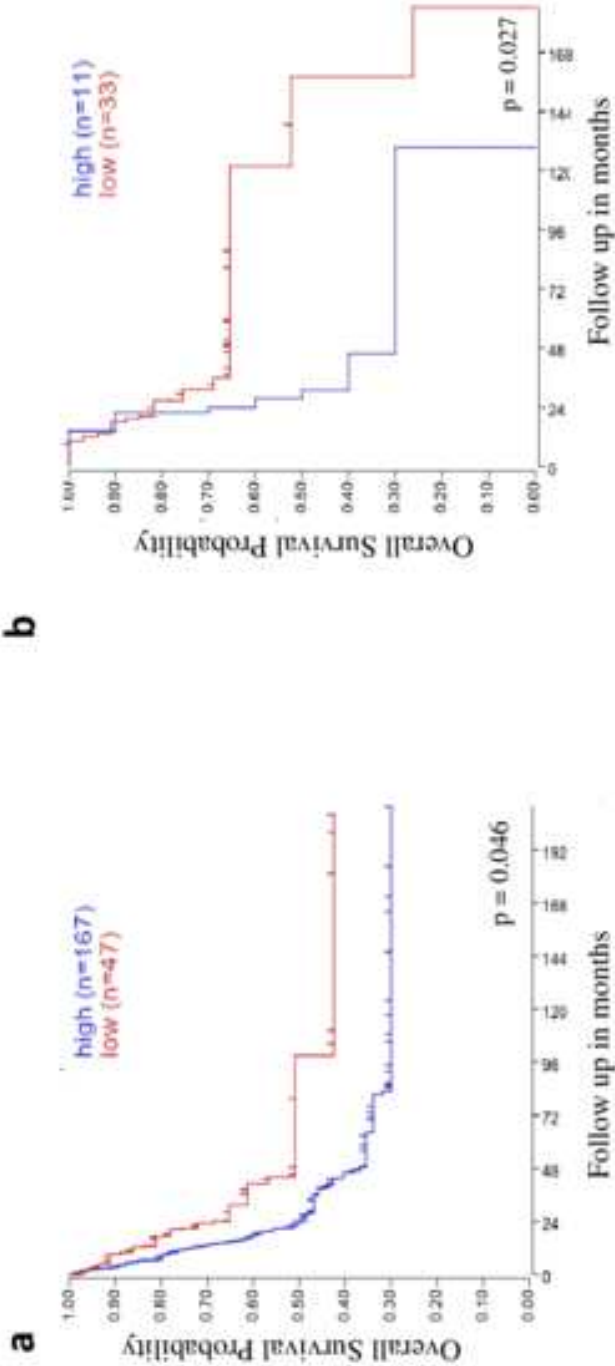 a
high (n=167)
low (n=47)
Overall Survival Probability
1.00
0.90
0.80
0.70
0.60
0.50
0.40
0.30
0.20
0.10
0.00
p = 0.046
0 24 48 72 96 120 144 168 192
Follow up in months
b
high (n=11)
low (n=33)
Overall Survival Probability
1.00
0.90
0.80
0.70
0.60
0.50
0.40
0.30
0.20
0.10
0.00
p = 0.027
0 24 48 72 96 120 144 168
Follow up in months